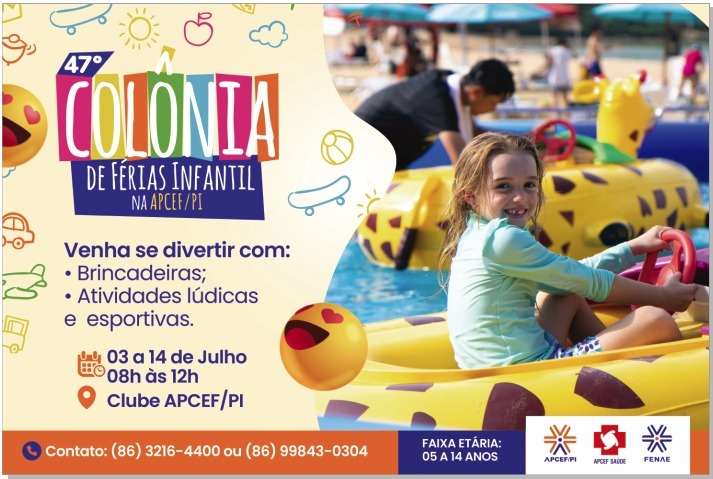 47º
COLÔNIA
DE FÉRIAS INFANTIL
NA APCEF/PI
Venha se divertir com:
• Brincadeiras;
• Atividades lúdicas
e esportivas.
03 a 14 de Julho
08h às 12h
Clube APCEF/PI
Contato: (86) 3216-4400 ou (86) 99843-0304
FAIXA ETÁRIA:
05 A 14 ANOS
APCEF/PI
APCEF SAÚDE
FENAE